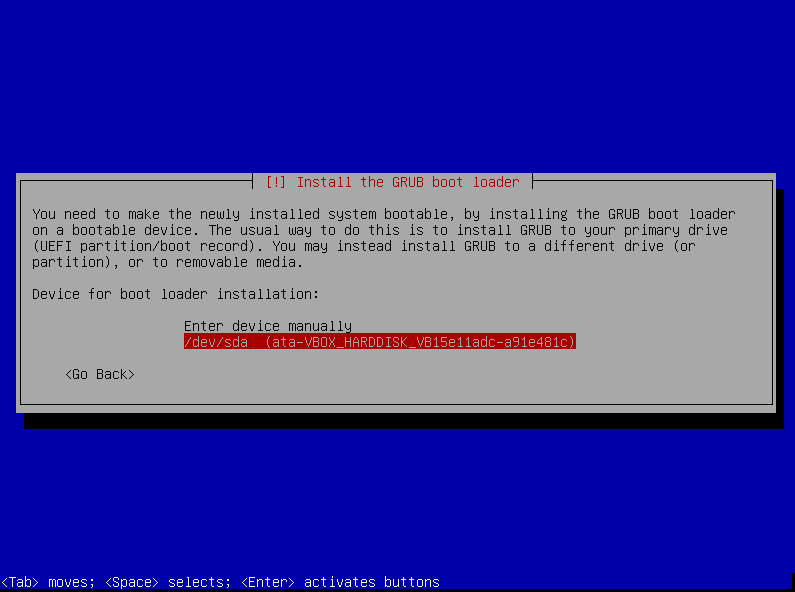 [!] Install the GRUB boot loader
You need to make the newly installed system bootable, by installing the GRUB boot loader
on a bootable device. The usual way to do this is to install GRUB to your primary drive
(UEFI partition/boot record). You may instead install GRUB to a different drive (or
partition), or to removable media.
Device for boot loader installation:
Enter device manually
/dev/sda  (ata-VBOX_HARDDISK_VB15e11adc-a91e481c)
<Go Back>
<Tab> moves; <Space> selects; <Enter> activates buttons